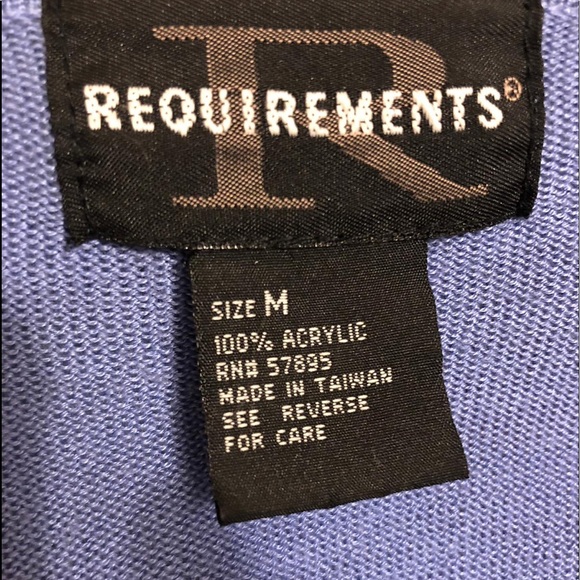 R
REQUIREMENTS®
SIZE M
100% ACRYLIC
RN# 57895
MADE IN TAIWAN
SEE REVERSE
FOR CARE